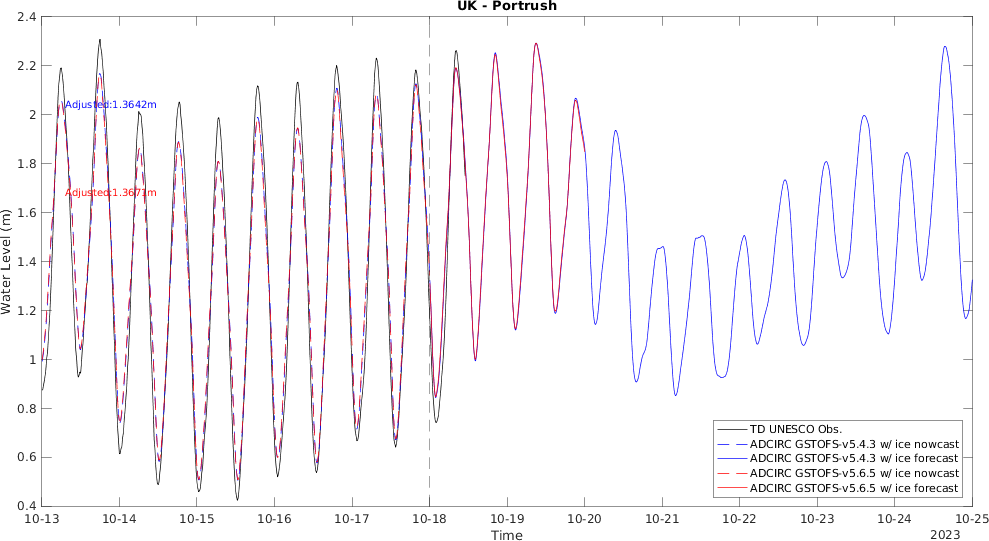 UK - Portrush
2.4
2.2
2
1.8
1.6
1.4
1.2
1
0.8
0.6
0.4
Water Level (m)
Adjusted:1.3642m
Adjusted:1.3671m
TD UNESCO Obs.
ADCIRC GSTOFS-v5.4.3 w/ ice nowcast
ADCIRC GSTOFS-v5.4.3 w/ ice forecast
ADCIRC GSTOFS-v5.6.5 w/ ice nowcast
ADCIRC GSTOFS-v5.6.5 w/ ice forecast
10-13 10-14 10-15 10-16 10-17 10-18 10-19 10-20 10-21 10-22 10-23 10-24 10-25
Time
2023